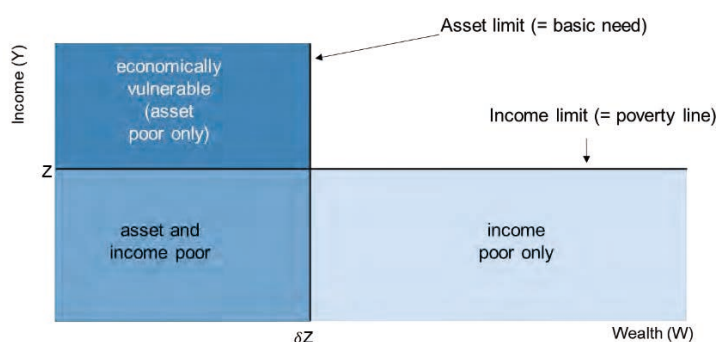 Asset limit (= basic need)
Income (Y)
economically
vulnerable
(asset
poor only)
Income limit (= poverty line)
Z
asset and
income poor
income
poor only
δZ
Wealth (W)